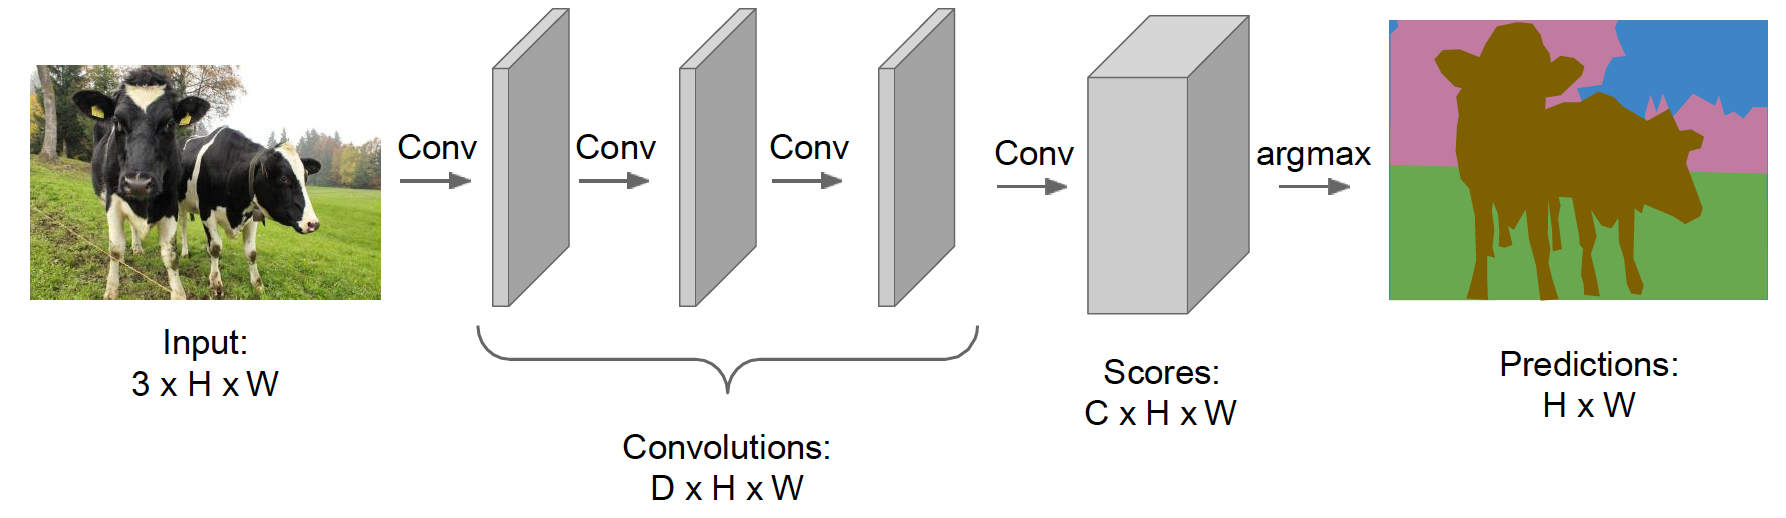 Conv
Conv
Conv
Conv
argmax
Input:
3 x H x W
Convolutions:
D x H x W
Scores:
C x H x W
Predictions:
H x W